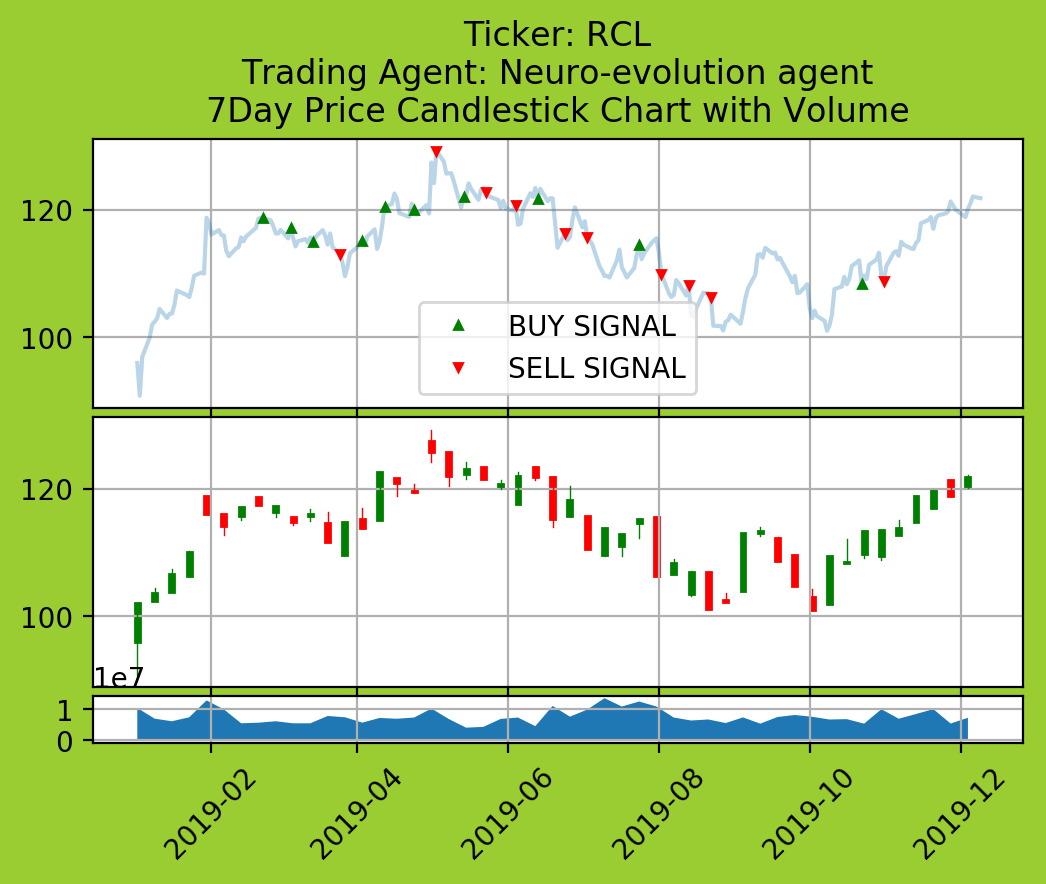 Ticker: RCL
Trading Agent: Neuro-evolution agent
7Day Price Candlestick Chart with Volume
120
100
BUY SIGNAL
SELL SIGNAL
120
100
1e7
1
0
2019-02
2019-04
2019-06
2019-08
2019-10
2019-12